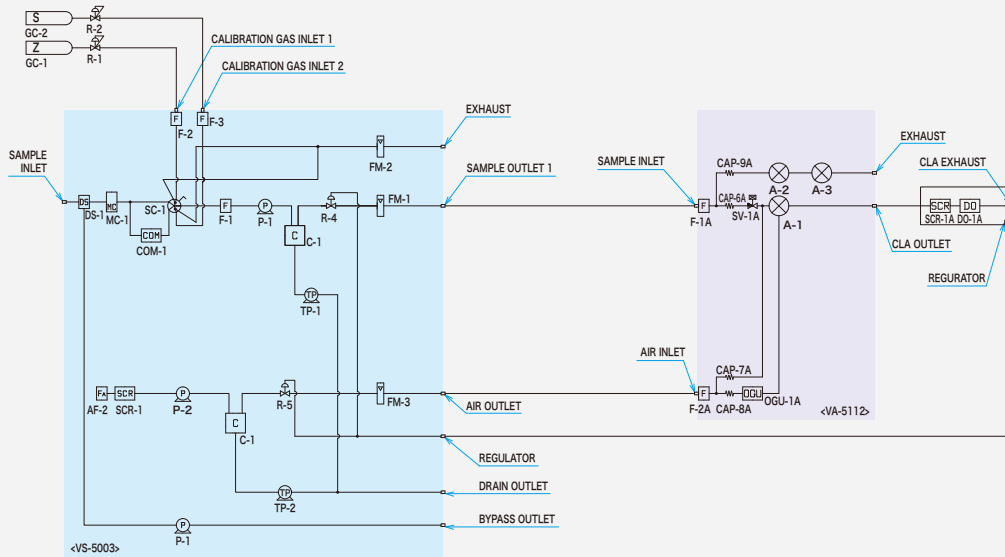 S
GC-2
R-2
Z
GC-1
R-1
CALIBRATION GAS INLET 1
CALIBRATION GAS INLET 2
F
F-2
F
F-3
EXHAUST
FM-2
SAMPLE
INLET
DS
DS-1
MC
MC-1
SC-1
COM
COM-1
F
F-1
P
P-1
C
C-1
R-4
FM-1
SAMPLE OUTLET 1
TP
TP-1
FA
AF-2
SCR
SCR-1
P
P-2
C
C-1
R-5
FM-3
AIR OUTLET
REGULATOR
TP
TP-2
DRAIN OUTLET
P
P-1
BYPASS OUTLET
<VS-5003>
SAMPLE INLET
F
F-1A
CAP-9A
A-2
A-3
EXHAUST
CAP-6A
SV-1A
A-1
CLA OUTLET
CLA EXHAUST
SCR
SCR-1A
DO
DO-1A
REGURATOR
AIR INLET
F
F-2A
CAP-7A
CAP-8A
OGU
OGU-1A
<VA-5112>